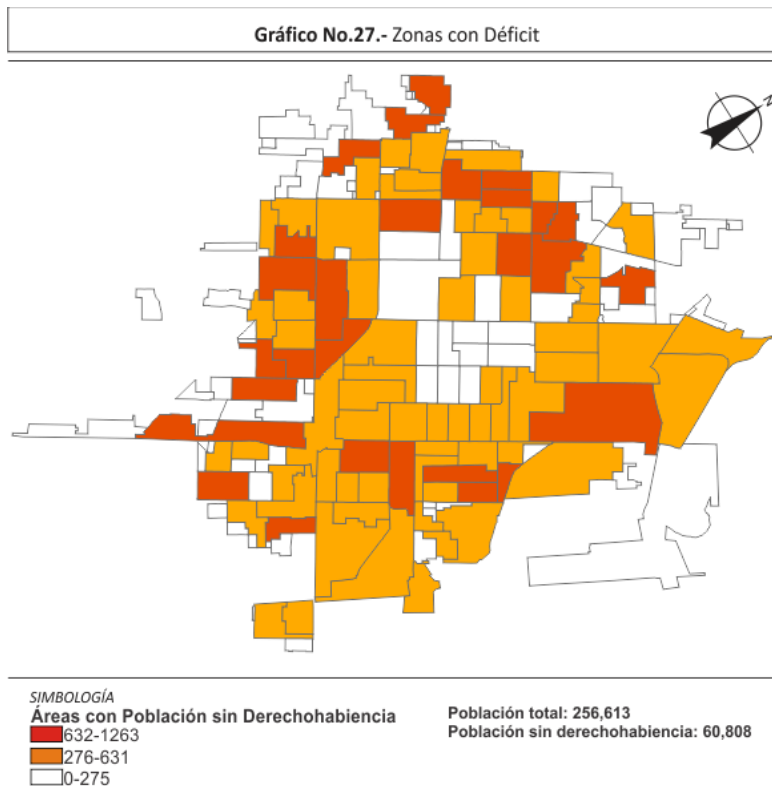 Gráfico No.27.- Zonas con Déficit
N
SIMBOLOGÍA
Áreas con Población sin Derechohabiencia
632-1263
276-631
0-275
Población total: 256,613
Población sin derechohabiencia: 60,808